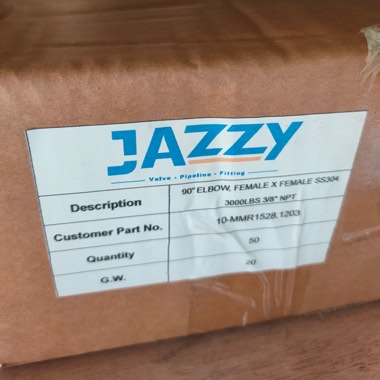 JAZZY
Valve - Pipeline - Fitting
Description
90° ELBOW, FEMALE X FEMALE SS304
3000LBS 3/8" NPT
Customer Part No. 10-MMR1528.1203
Quantity 50
G.W. 20